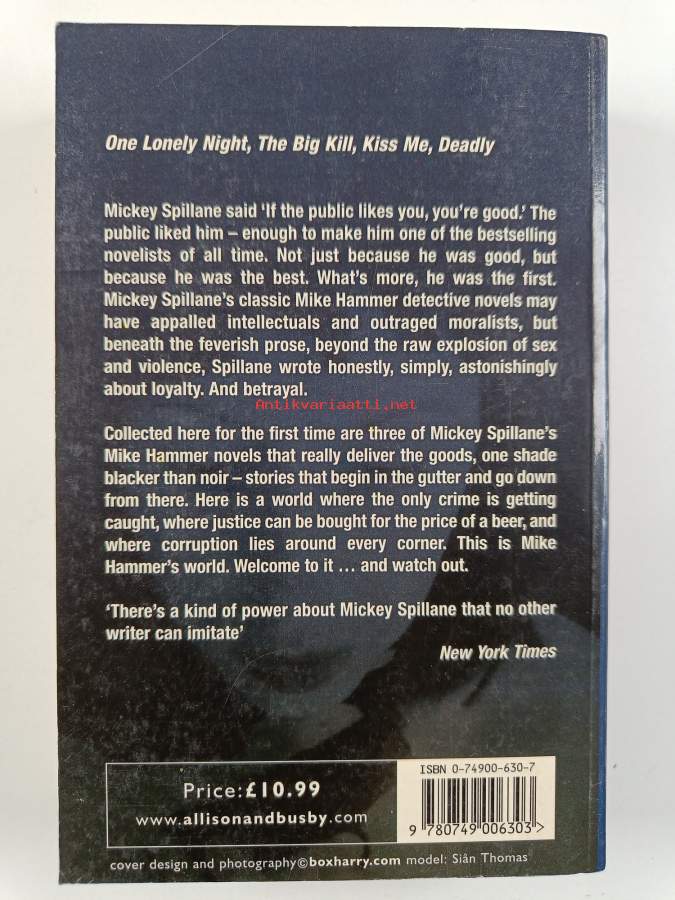 One Lonely Night, The Big Kill, Kiss Me, Deadly
Mickey Spillane said ‘If the public likes you, you’re good.’ The
public liked him – enough to make him one of the bestselling
novelists of all time. Not just because he was good, but
because he was the best. What’s more, he was the first.
Mickey Spillane’s classic Mike Hammer detective novels may
have appalled intellectuals and outraged moralists, but
beneath the feverish prose, beyond the raw explosion of sex
and violence, Spillane wrote honestly, simply, astonishingly
about loyalty. And betrayal.
Antikvariaatti.net
Collected here for the first time are three of Mickey Spillane’s
Mike Hammer novels that really deliver the goods, one shade
blacker than noir – stories that begin in the gutter and go down
from there. Here is a world where the only crime is getting
caught, where justice can be bought for the price of a beer, and
where corruption lies around every corner. This is Mike
Hammer’s world. Welcome to it ... and watch out.
‘There’s a kind of power about Mickey Spillane that no other
writer can imitate’
New York Times
Price:£10.99
www.allisonandbusby.com
ISBN 0-74900-630-7
9 780749 006303>
cover design and photography©boxharry.com model: Siân Thomas